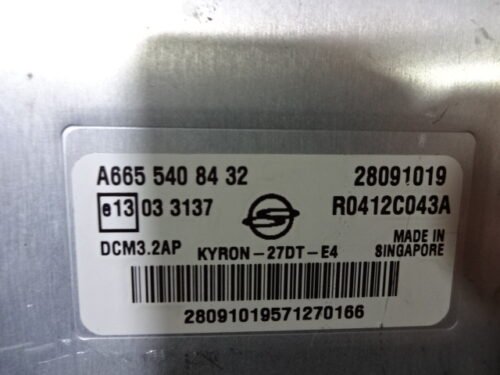 A665 540 84 32 28091019
e13 03 3137 R0412C043A
DCM3.2AP KYRON-27DT-E4 MADE IN SINGAPORE
28091019571270166